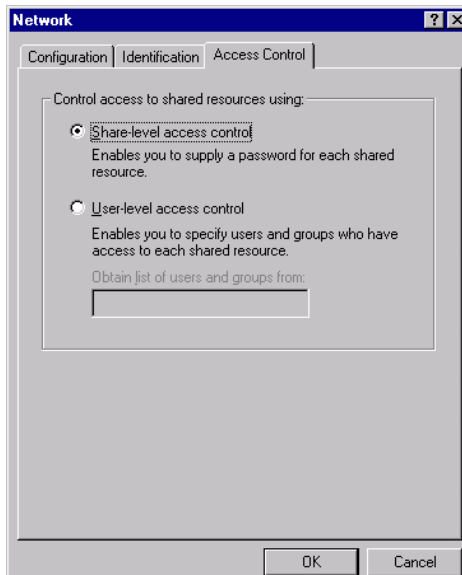 Network
Configuration Identification Access Control
Control access to shared resources using:
Share-level access control
Enables you to supply a password for each shared
resource.
User-level access control
Enables you to specify users and groups who have
access to each shared resource.
Obtain list of users and groups from:
OK Cancel